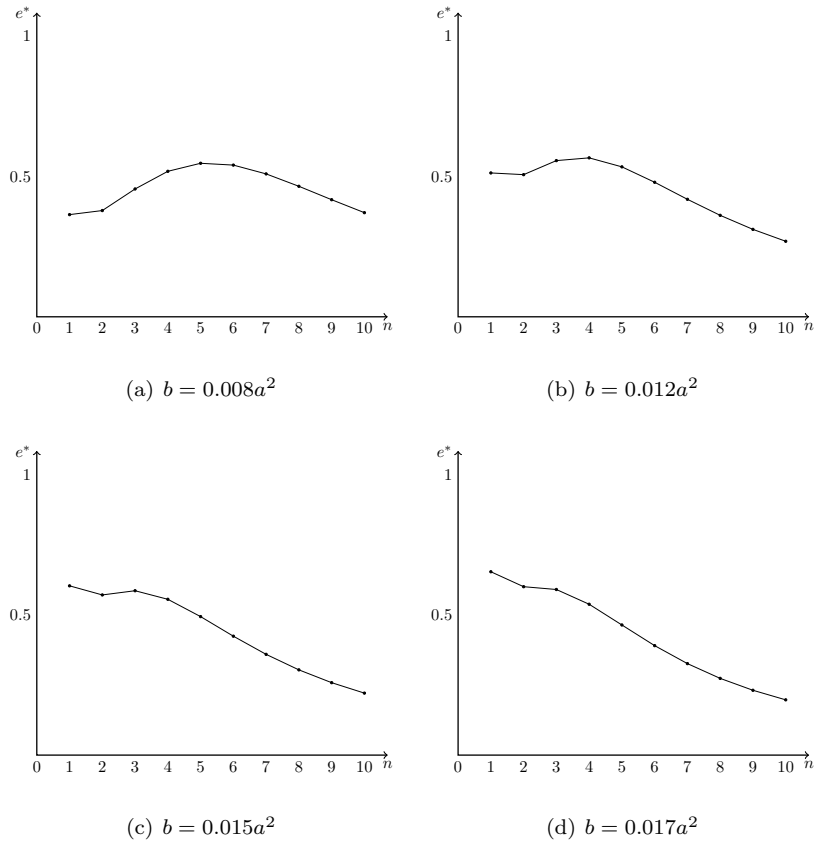 e*
1
0.5
0 1 2 3 4 5 6 7 8 9 10 n
(a) b = 0.008a²
e*
1
0.5
0 1 2 3 4 5 6 7 8 9 10 n
(b) b = 0.012a²
e*
1
0.5
0 1 2 3 4 5 6 7 8 9 10 n
(c) b = 0.015a²
e*
1
0.5
0 1 2 3 4 5 6 7 8 9 10 n
(d) b = 0.017a²